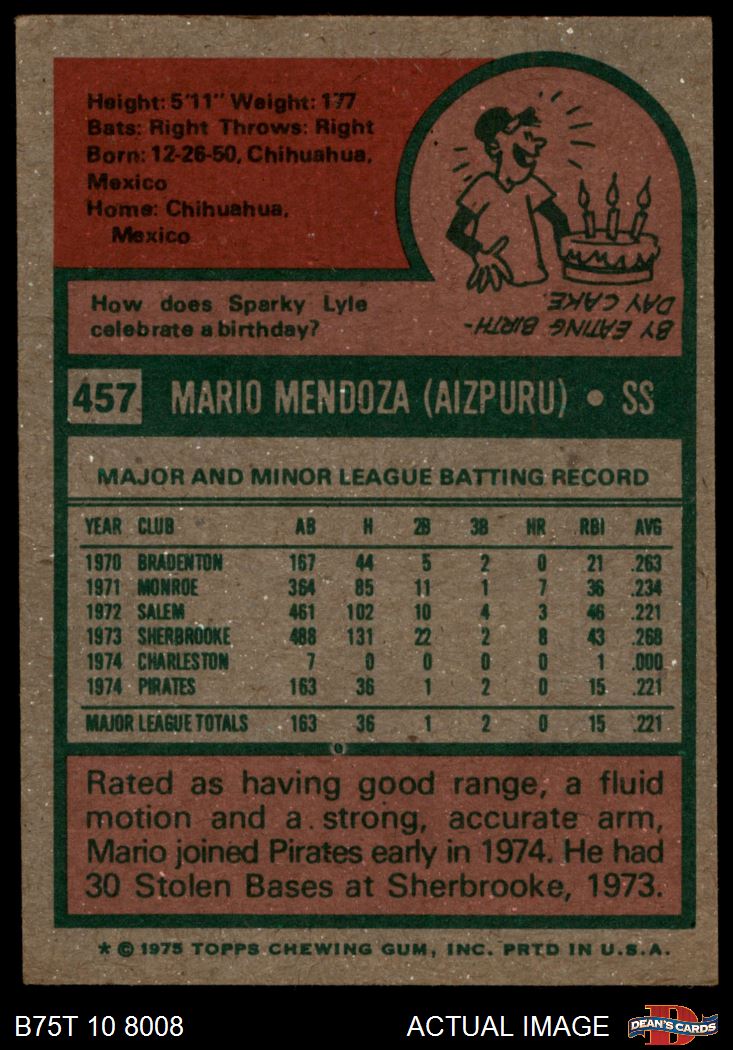 Height: 5'11" Weight: 177
Bats: Right Throws: Right
Born: 12-26-50, Chihuahua,
Mexico
Home: Chihuahua,
Mexico
How does Sparky Lyle
celebrate a birthday?
BY EATING BIRTH-
DAY CAKE.
457 MARIO MENDOZA (AIZPURU) • SS
MAJOR AND MINOR LEAGUE BATTING RECORD
YEAR CLUB AB H 2B 3B HR RBI AVG
1970 BRADENTON 167 44 5 2 0 21 .263
1971 MONROE 364 85 11 1 7 36 .234
1972 SALEM 461 102 10 4 3 46 .221
1973 SHERBROOKE 488 131 22 2 8 43 .268
1974 CHARLESTON 7 0 0 0 0 1 .000
1974 PIRATES 163 36 1 2 0 15 .221
MAJOR LEAGUE TOTALS 163 36 1 2 0 15 .221
Rated as having good range, a fluid
motion and a strong, accurate arm,
Mario joined Pirates early in 1974. He had
30 Stolen Bases at Sherbrooke, 1973.
* © 1975 TOPPS CHEWING GUM, INC. PRTD IN U.S.A.
B75T 10 8008 ACTUAL IMAGE D DEAN'S CARDS